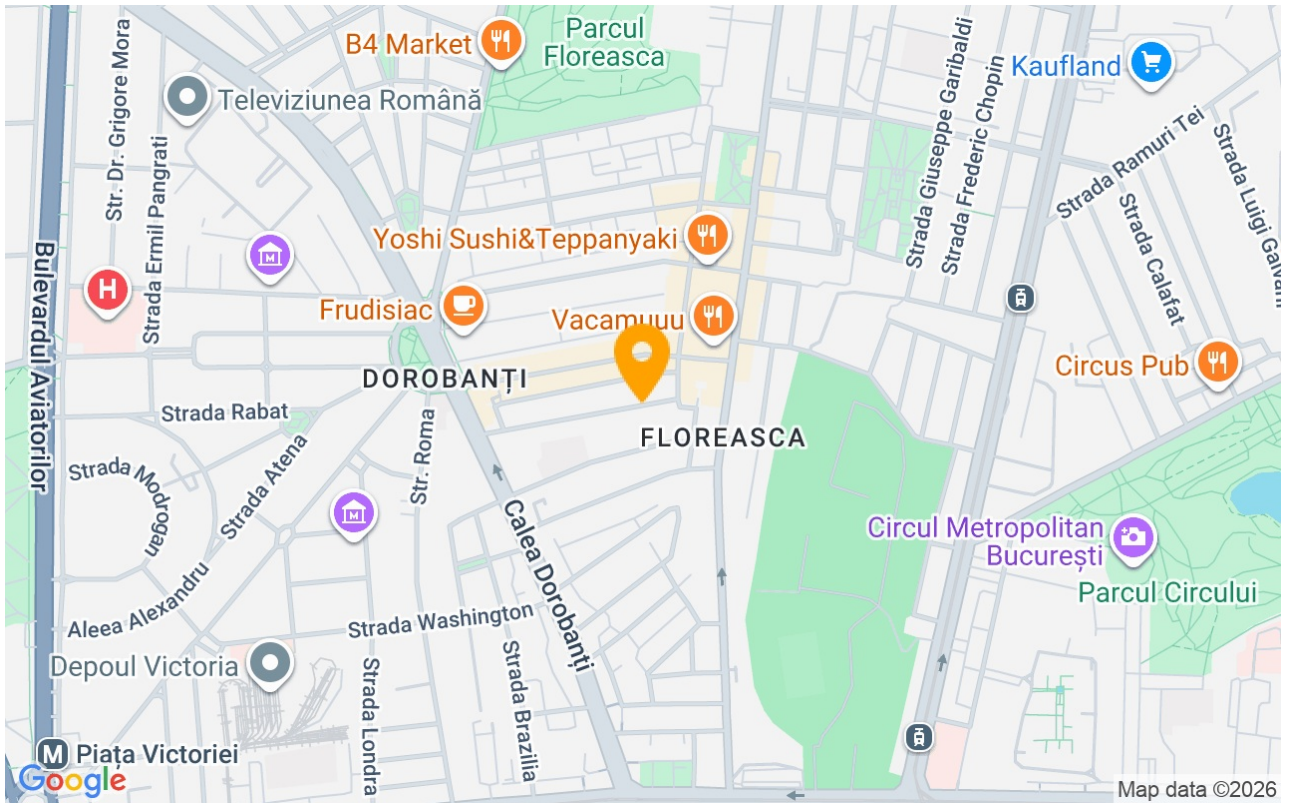 B4 Market
Parcul
Floreasca
Kaufland
Televiziunea Română
Str. Dr. Grigore Mora
Strada Ermil Pangrati
Strada Giuseppe Garibaldi
Strada Frederic Chopin
Strada Ramuri Tei
Strada Luigi Galvani
Strada Calafat
Yoshi Sushi&Teppanyaki
H
M
Bulevardul Aviatorilor
Frudisiac
Vacamuuu
Circus Pub
DOROBANȚI
Strada Rabat
Str. Roma
FLOREASCA
Strada Modrogan
Strada Atena
M
Calea Dorobanți
Circul Metropolitan
București
Parcul Circului
Aleea Alexandru
Strada Washington
Depoul Victoria
Strada Londra
Strada Brazilia
M Piața Victoriei
Google
Map data ©2026